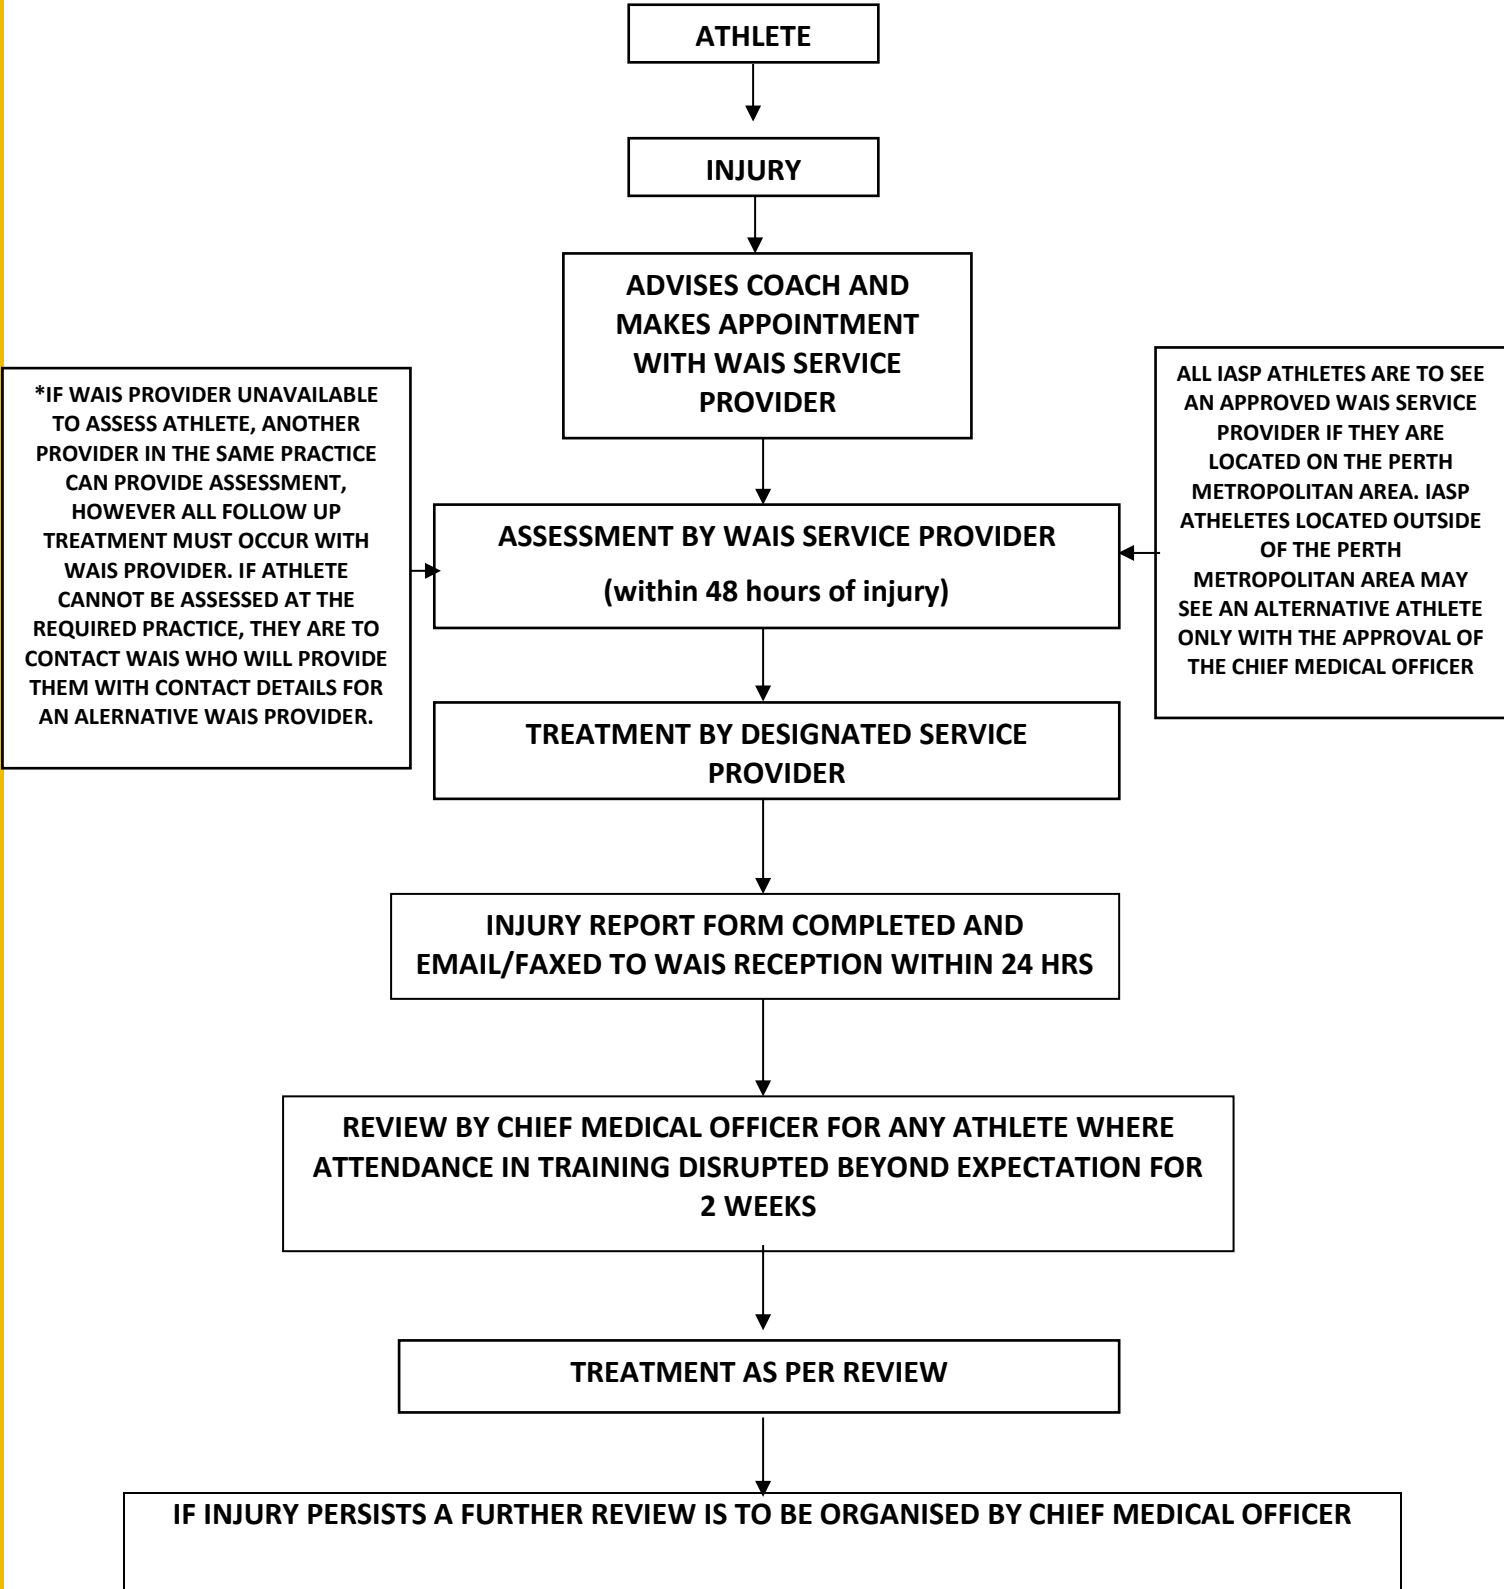 ATHLETE
INJURY
ADVISES COACH AND
MAKES APPOINTMENT
WITH WAIS SERVICE
PROVIDER
*IF WAIS PROVIDER UNAVAILABLE
TO ASSESS ATHLETE, ANOTHER
PROVIDER IN THE SAME PRACTICE
CAN PROVIDE ASSESSMENT,
HOWEVER ALL FOLLOW UP
TREATMENT MUST OCCUR WITH
WAIS PROVIDER. IF ATHLETE
CANNOT BE ASSESSED AT THE
REQUIRED PRACTICE, THEY ARE TO
CONTACT WAIS WHO WILL PROVIDE
THEM WITH CONTACT DETAILS FOR
AN ALERNATIVE WAIS PROVIDER.
ALL IASP ATHLETES ARE TO SEE
AN APPROVED WAIS SERVICE
PROVIDER IF THEY ARE
LOCATED ON THE PERTH
METROPOLITAN AREA. IASP
ATHELETES LOCATED OUTSIDE
OF THE PERTH
METROPOLITAN AREA MAY
SEE AN ALTERNATIVE ATHLETE
ONLY WITH THE APPROVAL OF
THE CHIEF MEDICAL OFFICER
ASSESSMENT BY WAIS SERVICE PROVIDER
(within 48 hours of injury)
TREATMENT BY DESIGNATED SERVICE
PROVIDER
INJURY REPORT FORM COMPLETED AND
EMAIL/FAXED TO WAIS RECEPTION WITHIN 24 HRS
REVIEW BY CHIEF MEDICAL OFFICER FOR ANY ATHLETE WHERE
ATTENDANCE IN TRAINING DISRUPTED BEYOND EXPECTATION FOR
2 WEEKS
TREATMENT AS PER REVIEW
IF INJURY PERSISTS A FURTHER REVIEW IS TO BE ORGANISED BY CHIEF MEDICAL OFFICER